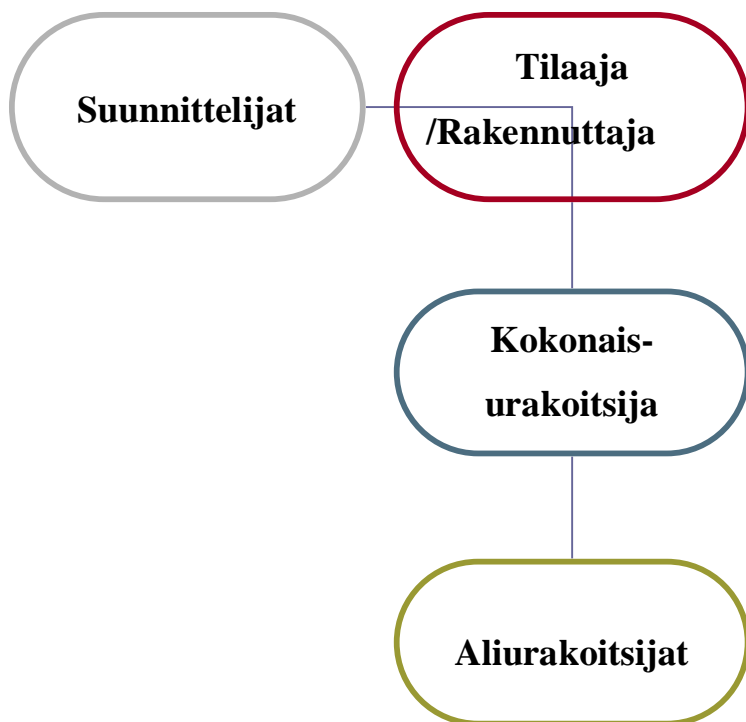 Suunnittelijat
Tilaaja
/Rakennuttaja
Kokonais-
urakoitsija
Aliurakoitsijat